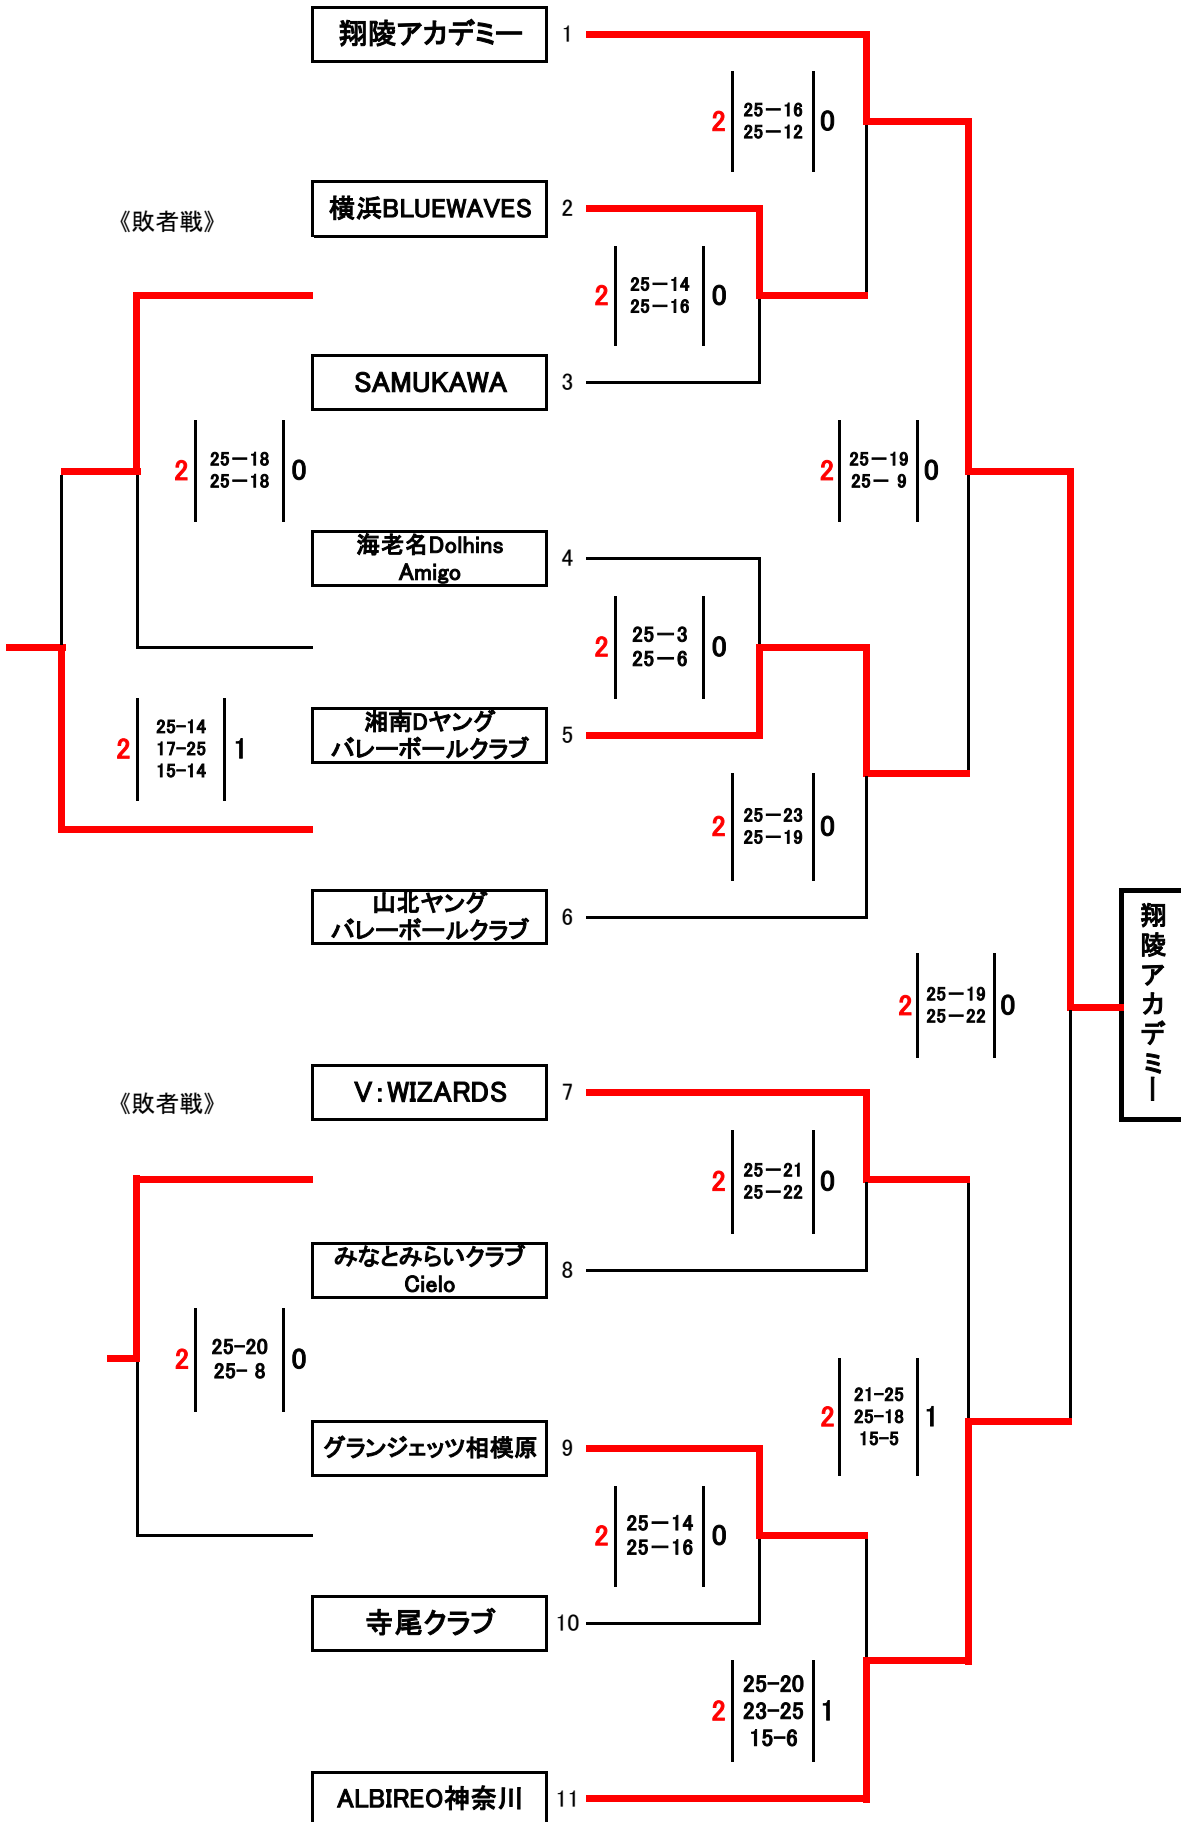 翔陵アカデミー 1
2 25－16 0
25－12
横浜BLUEWAVES 2
《敗者戦》
2 25－14 0
25－16
SAMUKAWA 3
2 25－18 0
25－18
2 25－19 0
25－ 9
海老名Dolhins 4
Amigo
2 25－3 0
25－6
湘南Dヤング 5
バレーボールクラブ
2 25-14 1
17-25
15-14
2 25－23 0
25－19
山北ヤング 6
バレーボールクラブ
翔陵アカデミー
2 25－19 0
25－22
V：WIZARDS 7
《敗者戦》
2 25－21 0
25－22
みなとみらいクラブ 8
Cielo
2 25-20 0
25- 8
2 21-25 1
25-18
15-5
グランジェッツ相模原 9
2 25－14 0
25－16
寺尾クラブ 10
2 25-20 1
23-25
15-6
ALBIREO神奈川 11